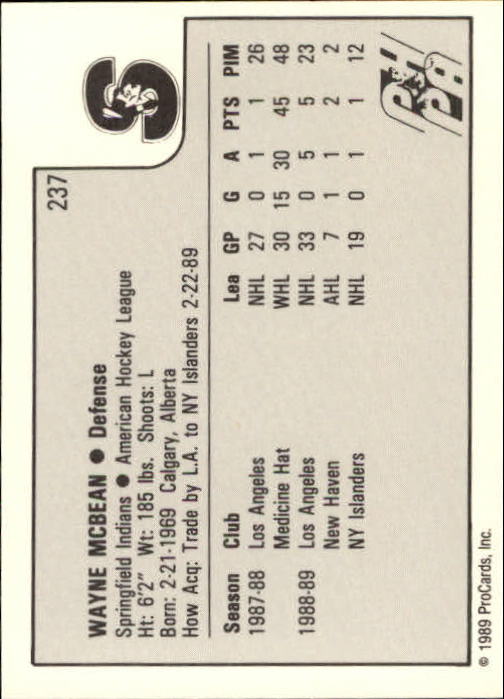 237
WAYNE MCBEAN ● Defense
Springfield Indians ● American Hockey League
Ht: 6'2" Wt: 185 lbs. Shoots: L
Born: 2-21-1969 Calgary, Alberta
How Acq: Trade by L.A. to NY Islanders 2-22-89
Season Club Lea GP G A PTS PIM
1987-88 Los Angeles NHL 27 0 1 1 26
Medicine Hat WHL 30 15 30 45 48
1988-89 Los Angeles NHL 33 0 5 5 23
New Haven AHL 7 1 1 2 2
NY Islanders NHL 19 0 1 1 12
S
PHPA
© 1989 ProCards, Inc.